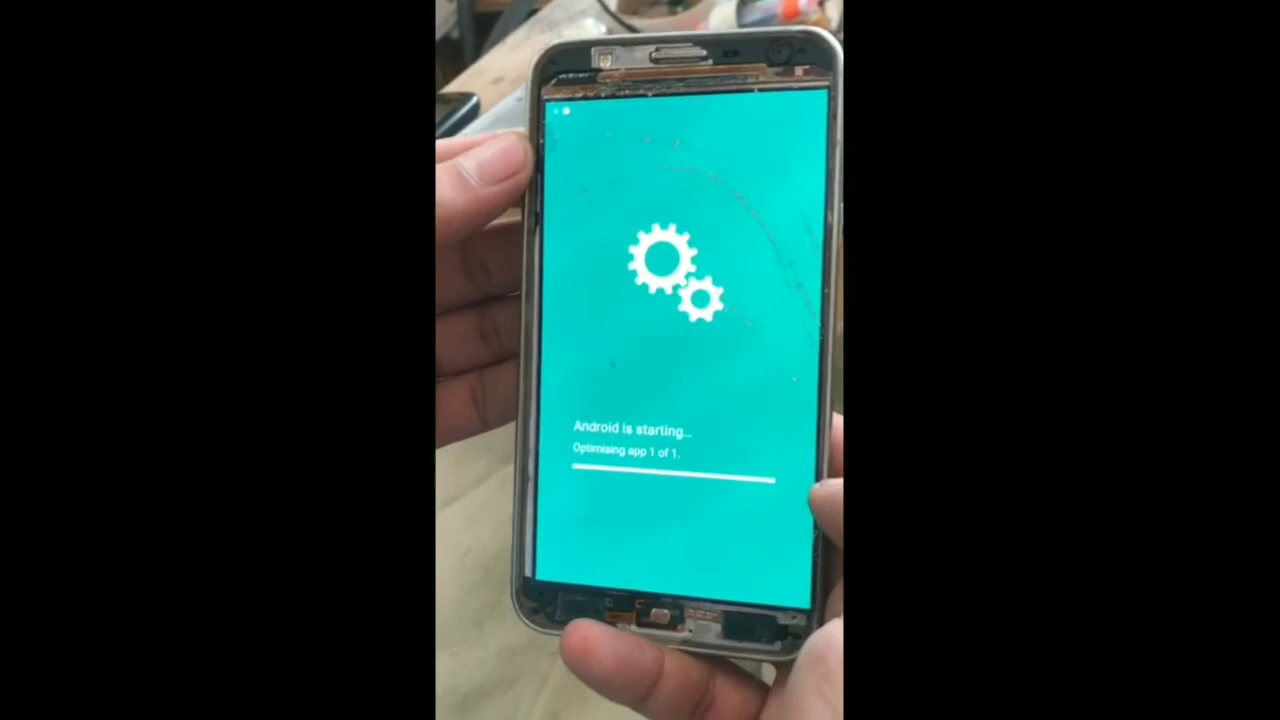 Android is starting...
Optimising app 1 of 1.